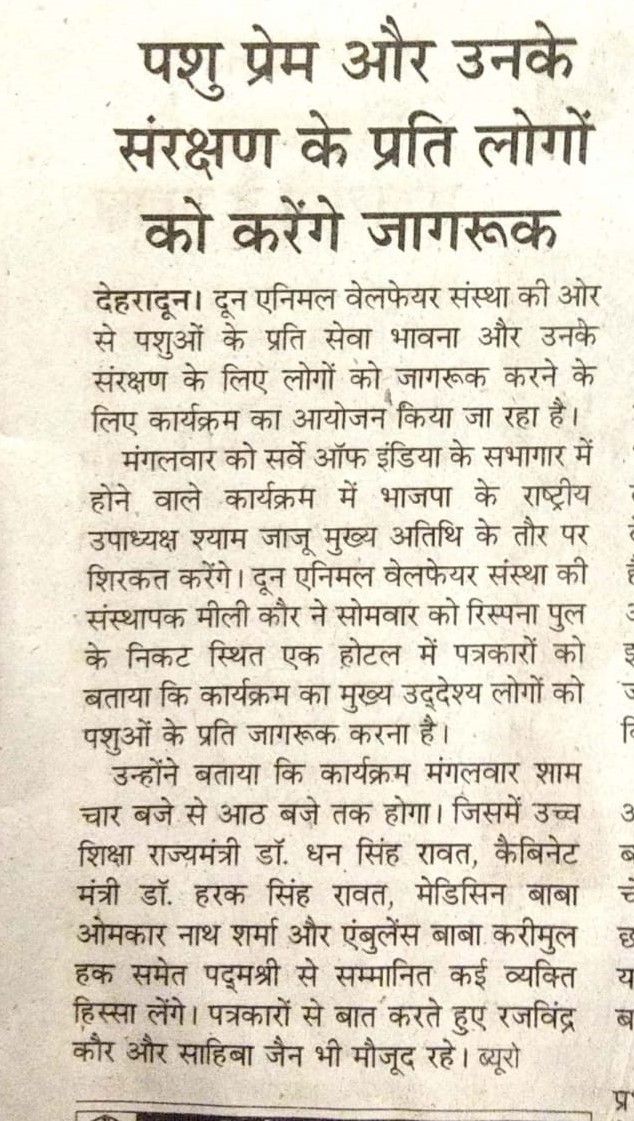 पशु प्रेम और उनके
संरक्षण के प्रति लोगों
को करेंगे जागरूक
देहरादून। दून एनिमल वेलफेयर संस्था की ओर
से पशुओं के प्रति सेवा भावना और उनके
संरक्षण के लिए लोगों को जागरूक करने के
लिए कार्यक्रम का आयोजन किया जा रहा है।
मंगलवार को सर्वे ऑफ इंडिया के सभागार में
होने वाले कार्यक्रम में भाजपा के राष्ट्रीय
उपाध्यक्ष श्याम जाजू मुख्य अतिथि के तौर पर
शिरकत करेंगे। दून एनिमल वेलफेयर संस्था की
संस्थापक मीली कौर ने सोमवार को रिस्पना पुल
के निकट स्थित एक होटल में पत्रकारों को
बताया कि कार्यक्रम का मुख्य उद्देश्य लोगों को
पशुओं के प्रति जागरूक करना है।
उन्होंने बताया कि कार्यक्रम मंगलवार शाम
चार बजे से आठ बजे तक होगा। जिसमें उच्च
शिक्षा राज्यमंत्री डॉ. धन सिंह रावत, कैबिनेट
मंत्री डॉ. हरक सिंह रावत, मेडिसिन बाबा
ओमकार नाथ शर्मा और एंबुलेंस बाबा करीमुल
हक समेत पद्मश्री से सम्मानित कई व्यक्ति
हिस्सा लेंगे। पत्रकारों से बात करते हुए रजविंद्र
कौर और साहिबा जैन भी मौजूद रहे। ब्यूरो